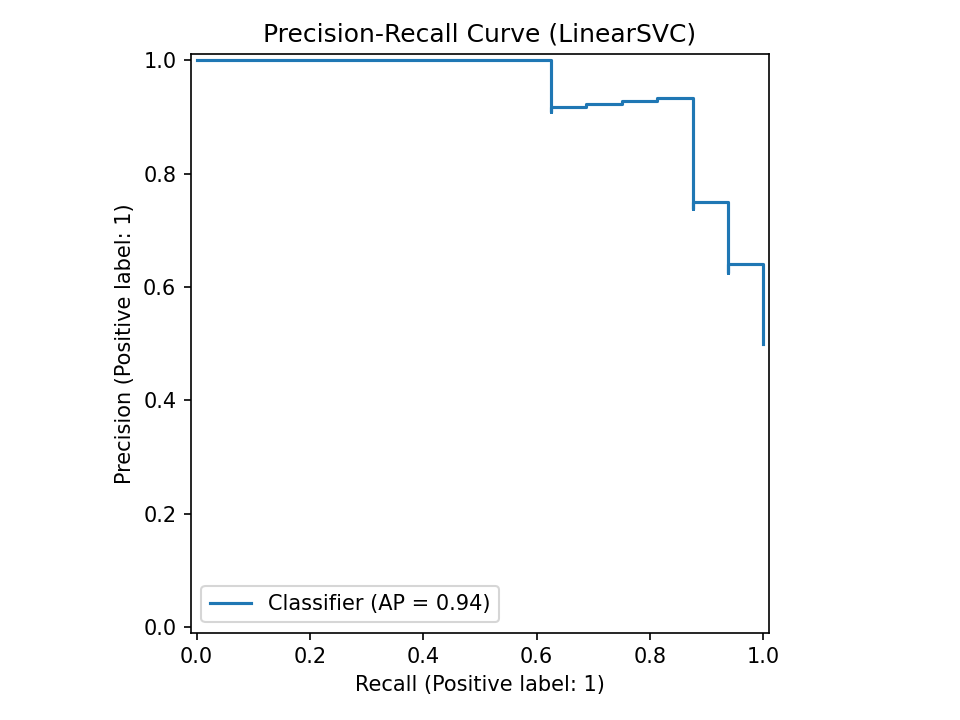 Precision-Recall Curve (LinearSVC)
Precision (Positive label: 1)
1.0
0.8
0.6
0.4
0.2
0.0
Classifier (AP = 0.94)
0.0 0.2 0.4 0.6 0.8 1.0
Recall (Positive label: 1)